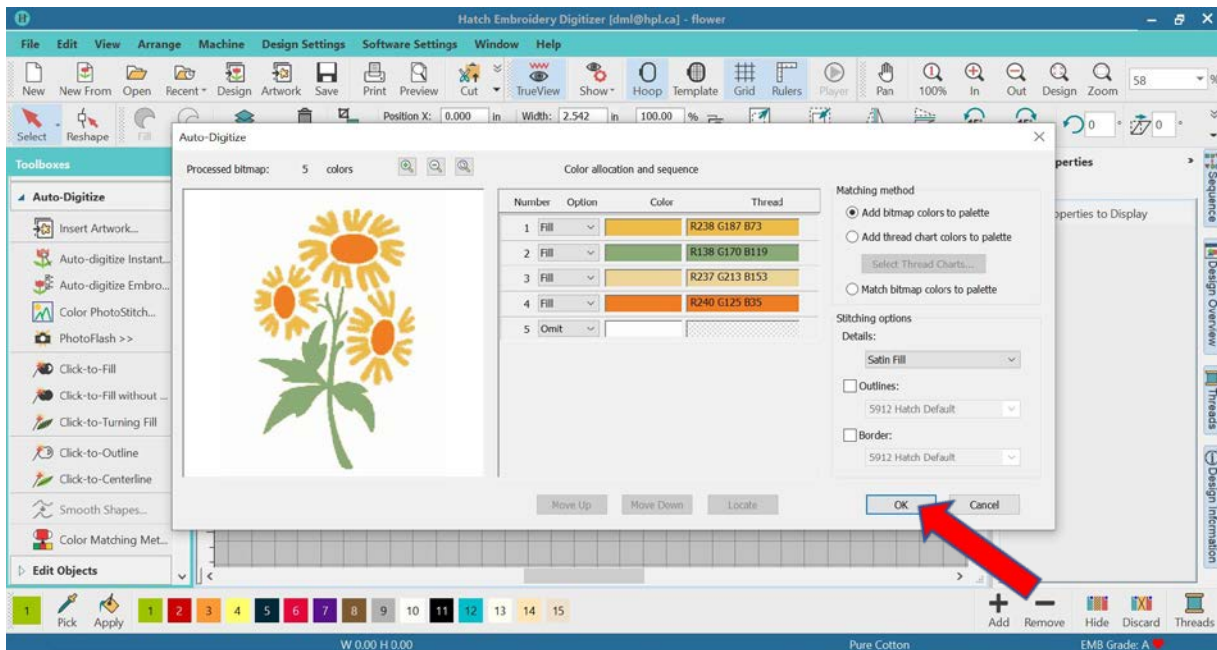 Hatch Embroidery Digitizer [dml@hpl.ca] - flower
File Edit View Arrange Machine Design Settings Software Settings Window Help
New New From Open Recent Design Artwork Save Print Preview Cut TrueView Show Hoop Template Grid Rulers Player Pan 100% In Out Design Zoom 58 %
Select Reshape Fill Position X: 0.000 in Width: 2.542 in 100.00 % 0 ° 0 °
Toolboxes
Auto-Digitize
Insert Artwork...
Auto-digitize Instant...
Auto-digitize Embro...
Color PhotoStitch...
PhotoFlash >>
Click-to-Fill
Click-to-Fill without ...
Click-to-Turning Fill
Click-to-Outline
Click-to-Centerline
Smooth Shapes...
Color Matching Met...
Edit Objects
Auto-Digitize
Processed bitmap: 5 colors
Color allocation and sequence
Number Option Color Thread
1 Fill R238 G187 B73
2 Fill R138 G170 B119
3 Fill R237 G213 B153
4 Fill R240 G125 B35
5 Omit
Move Up Move Down Locate
Matching method
Add bitmap colors to palette
Add thread chart colors to palette
Select Thread Charts...
Match bitmap colors to palette
Stitching options
Details:
Satin Fill
Outlines:
5912 Hatch Default
Border:
5912 Hatch Default
OK Cancel
perties
operties to Display
Sequence
Design Overview
Threads
Design Information
1 Pick Apply 1 2 3 4 5 6 7 8 9 10 11 12 13 14 15 Add Remove Hide Discard Threads
W 0.00 H 0.00 Pure Cotton EMB Grade: A